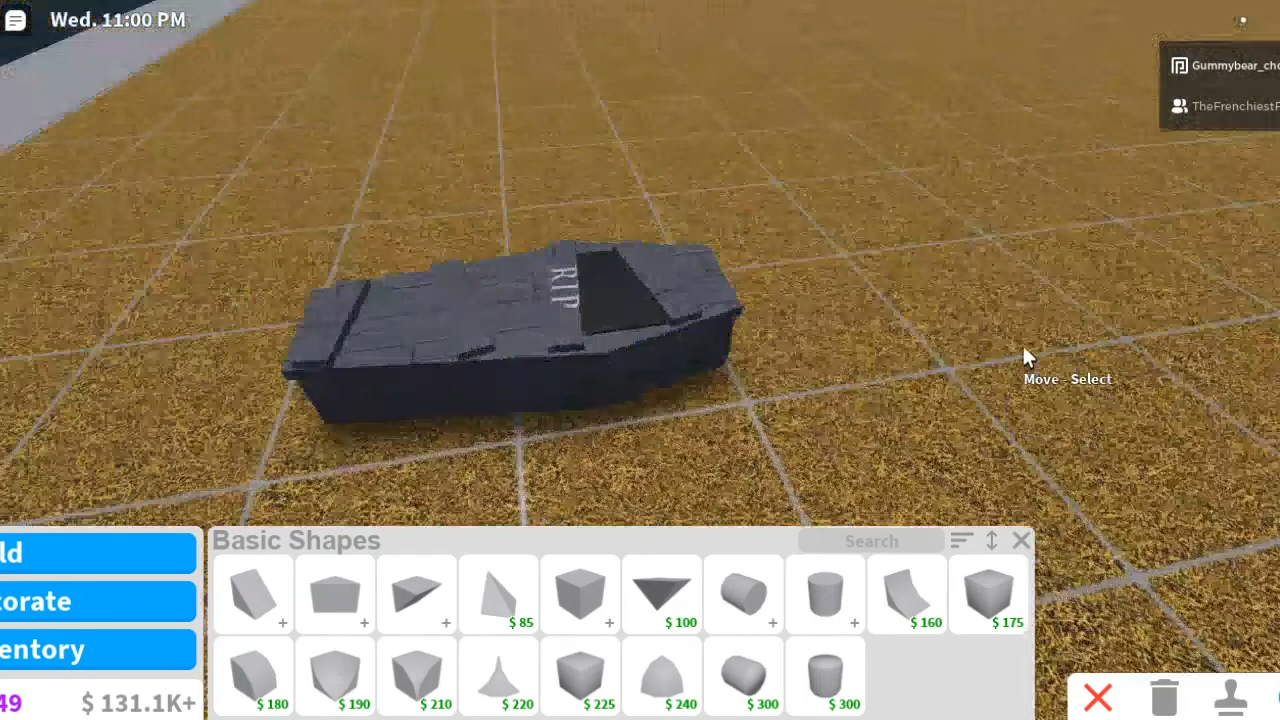 Wed. 11:00 PM
Gummybear_cho
TheFrenchiestF
RIP
Move - Select
ld
Basic Shapes
Search
corate
$ 85
$ 100
$ 160
$ 175
entory
49
$ 131.1K+
$ 180
$ 190
$ 210
$ 220
$ 225
$ 240
$ 300
$ 300